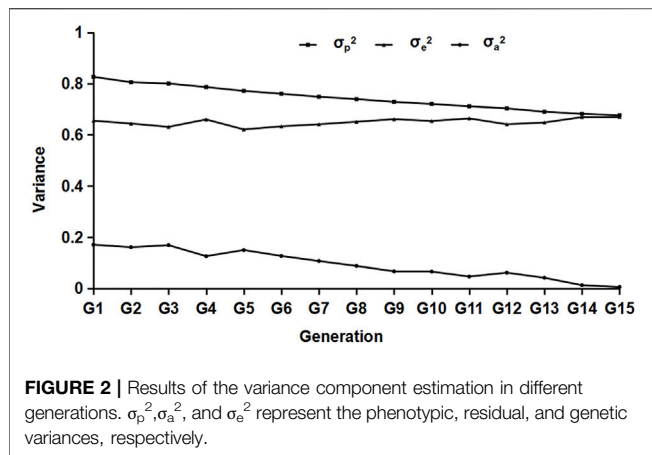 σp² σe² σa²
1
0.8
0.6
0.4
0.2
0
Variance
G1 G2 G3 G4 G5 G6 G7 G8 G9 G10 G11 G12 G13 G14 G15
Generation
FIGURE 2 | Results of the variance component estimation in different
generations. σp²,σa², and σe² represent the phenotypic, residual, and genetic
variances, respectively.